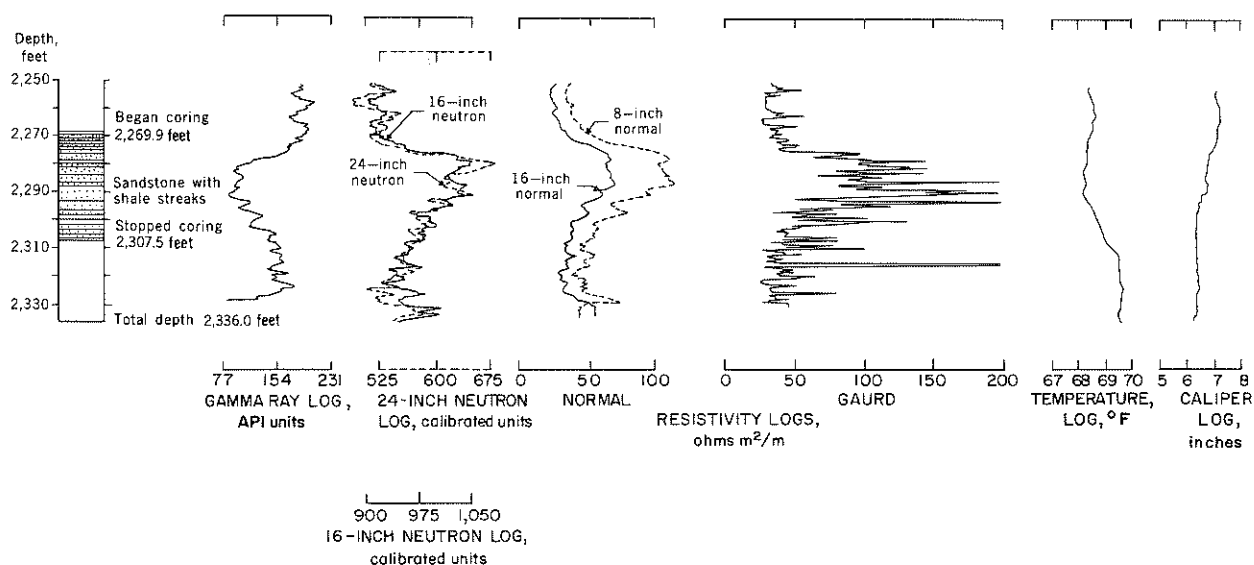 Depth,
feet
2,250
2,270
2,290
2,310
2,330
Began coring
2,269.9 feet
Sandstone with
shale streaks
Stopped coring
2,307.5 feet
Total depth 2,336.0 feet
16-inch
neutron
24-inch
neutron
8-inch
normal
16-inch
normal
77 154 231
GAMMA RAY LOG,
API units
525 600 675
24-INCH NEUTRON
LOG, calibrated units
0 50 100
NORMAL
RESISTIVITY LOGS,
ohms m²/m
0 50 100 150 200
GAURD
67 68 69 70
TEMPERATURE,
LOG, °F
5 6 7 8
CALIPER
LOG,
inches
900 975 1,050
16-INCH NEUTRON LOG,
calibrated units